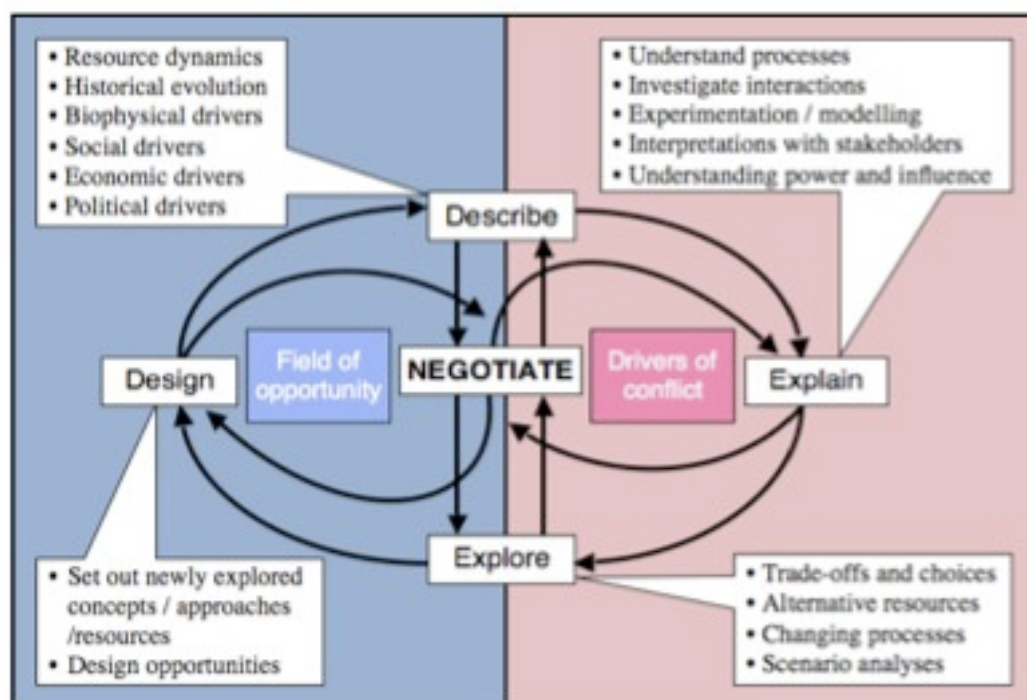 • Resource dynamics
• Historical evolution
• Biophysical drivers
• Social drivers
• Economic drivers
• Political drivers
• Understand processes
• Investigate interactions
• Experimentation / modelling
• Interpretations with stakeholders
• Understanding power and influence
Describe
Design
Field of
opportunity
NEGOTIATE
Drivers of
conflict
Explain
Explore
• Set out newly explored
concepts / approaches
/resources
• Design opportunities
• Trade-offs and choices
• Alternative resources
• Changing processes
• Scenario analyses